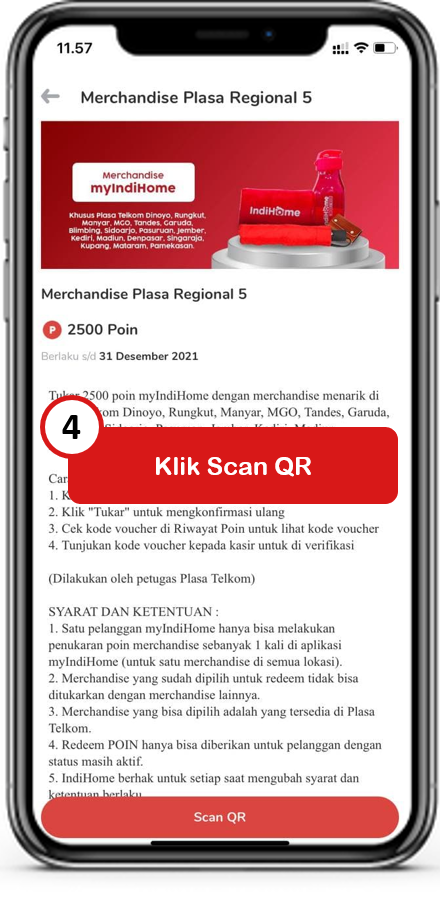 11.57
Merchandise Plasa Regional 5
Merchandise
myIndiHome
Khusus Plasa Telkom Dinoyo, Rungkut,
Manyar, MGO, Tandes, Garuda,
Blimbing, Sidoarjo, Pasuruan, Jember,
Kediri, Madiun, Denpasar, Singaraja,
Kupang, Mataram, Pamekasan.
IndiHome
Merchandise Plasa Regional 5
P 2500 Poin
Berlaku s/d 31 Desember 2021
Tukar 2500 poin myIndiHome dengan merchandise menarik di
Dinoyo, Rungkut, Manyar, MGO, Tandes, Garuda,
4
Klik Scan QR
1. K
2. Klik "Tukar" untuk mengkonfirmasi ulang
3. Cek kode voucher di Riwayat Poin untuk lihat kode voucher
4. Tunjukan kode voucher kepada kasir untuk di verifikasi
(Dilakukan oleh petugas Plasa Telkom)
SYARAT DAN KETENTUAN :
1. Satu pelanggan myIndiHome hanya bisa melakukan
penukaran poin merchandise sebanyak 1 kali di aplikasi
myIndiHome (untuk satu merchandise di semua lokasi).
2. Merchandise yang sudah dipilih untuk redeem tidak bisa
ditukarkan dengan merchandise lainnya.
3. Merchandise yang bisa dipilih adalah yang tersedia di Plasa
Telkom.
4. Redeem POIN hanya bisa diberikan untuk pelanggan dengan
status masih aktif.
5. IndiHome berhak untuk setiap saat mengubah syarat dan
ketentuan berlaku
Scan QR